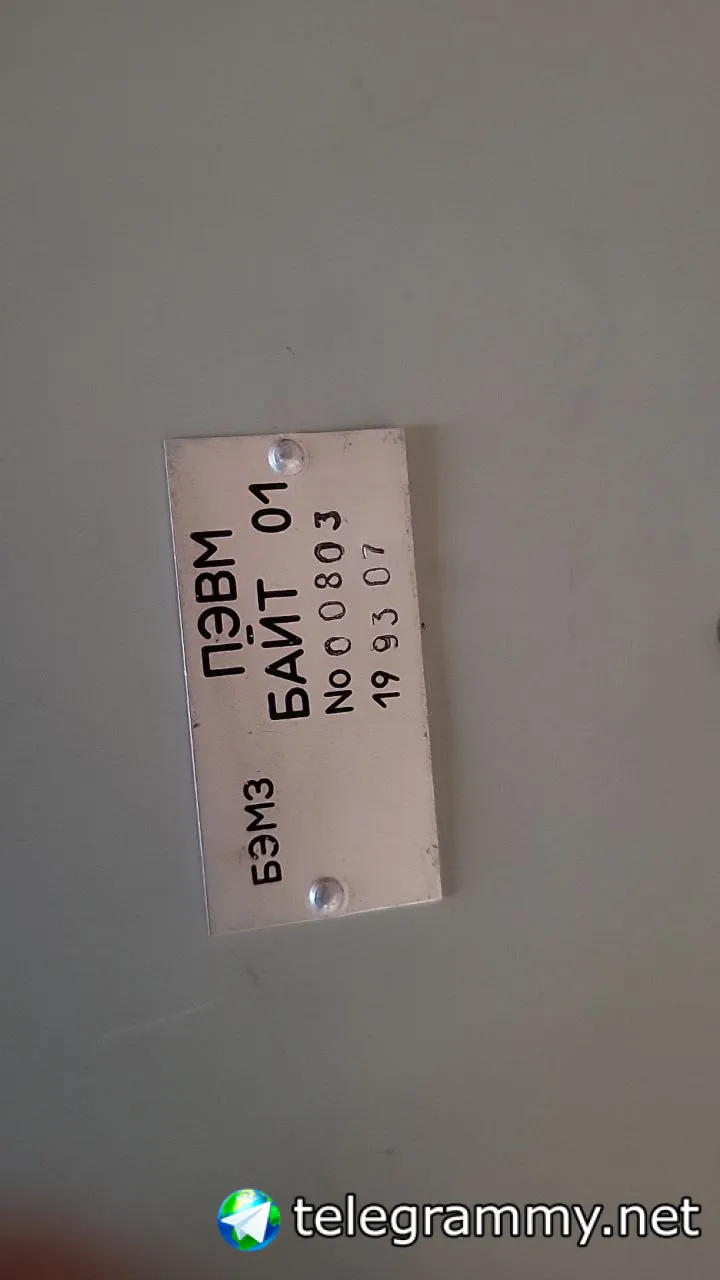 БЭМЗ
ПЭВМ
БАЙТ 01
№ 00803
19 93 07
telegrammy.net